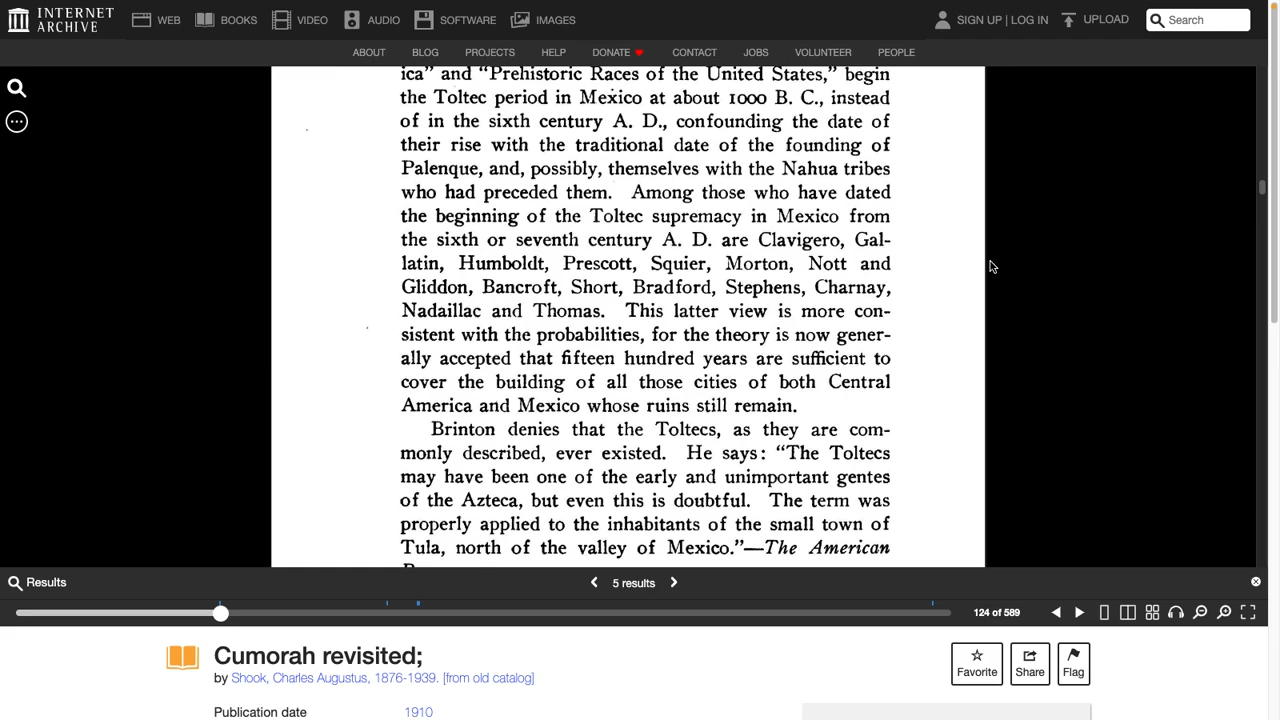 INTERNET
ARCHIVE
WEB
BOOKS
VIDEO
AUDIO
SOFTWARE
IMAGES
SIGN UP | LOG IN
UPLOAD
Search
ABOUT
BLOG
PROJECTS
HELP
DONATE
CONTACT
JOBS
VOLUNTEER
PEOPLE
ica” and “Prehistoric Races of the United States,” begin
the Toltec period in Mexico at about 1000 B. C., instead
of in the sixth century A. D., confounding the date of
their rise with the traditional date of the founding of
Palenque, and, possibly, themselves with the Nahua tribes
who had preceded them. Among those who have dated
the beginning of the Toltec supremacy in Mexico from
the sixth or seventh century A. D. are Clavigero, Gal-
latin, Humboldt, Prescott, Squier, Morton, Nott and
Gliddon, Bancroft, Short, Bradford, Stephens, Charnay,
Nadaillac and Thomas. This latter view is more con-
sistent with the probabilities, for the theory is now gener-
ally accepted that fifteen hundred years are sufficient to
cover the building of all those cities of both Central
America and Mexico whose ruins still remain.
Brinton denies that the Toltecs, as they are com-
monly described, ever existed. He says: “The Toltecs
may have been one of the early and unimportant gentes
of the Azteca, but even this is doubtful. The term was
properly applied to the inhabitants of the small town of
Tula, north of the valley of Mexico.”—The American
Results
5 results
124 of 589
Cumorah revisited;
by Shook, Charles Augustus, 1876-1939. [from old catalog]
Favorite
Share
Flag
Publication date 1910